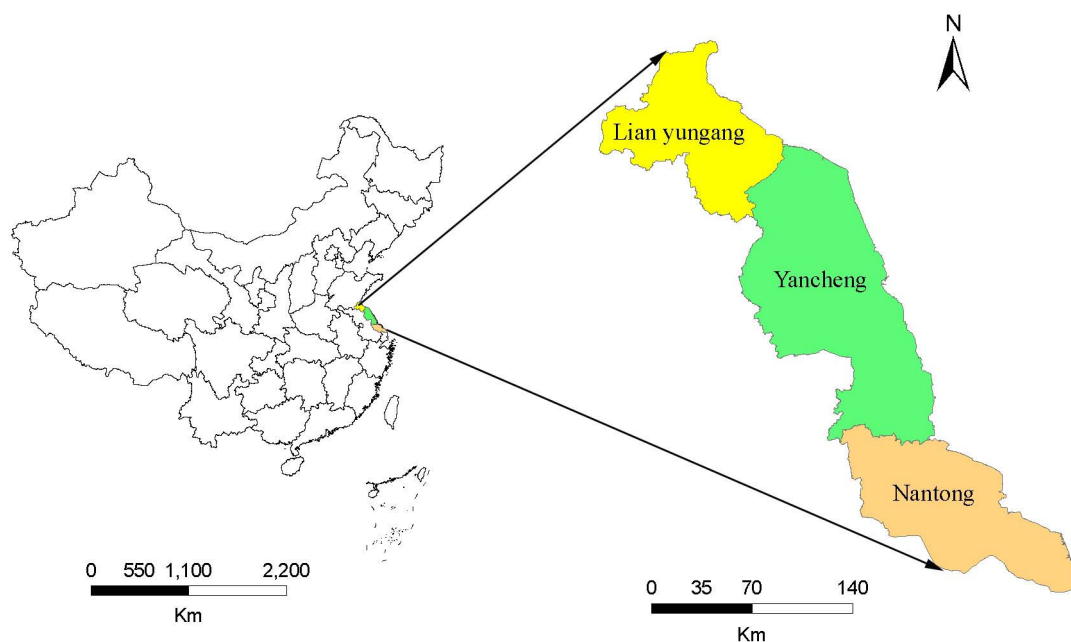 N
Lian yungang
Yancheng
Nantong
0 550 1,100 2,200
Km
0 35 70 140
Km